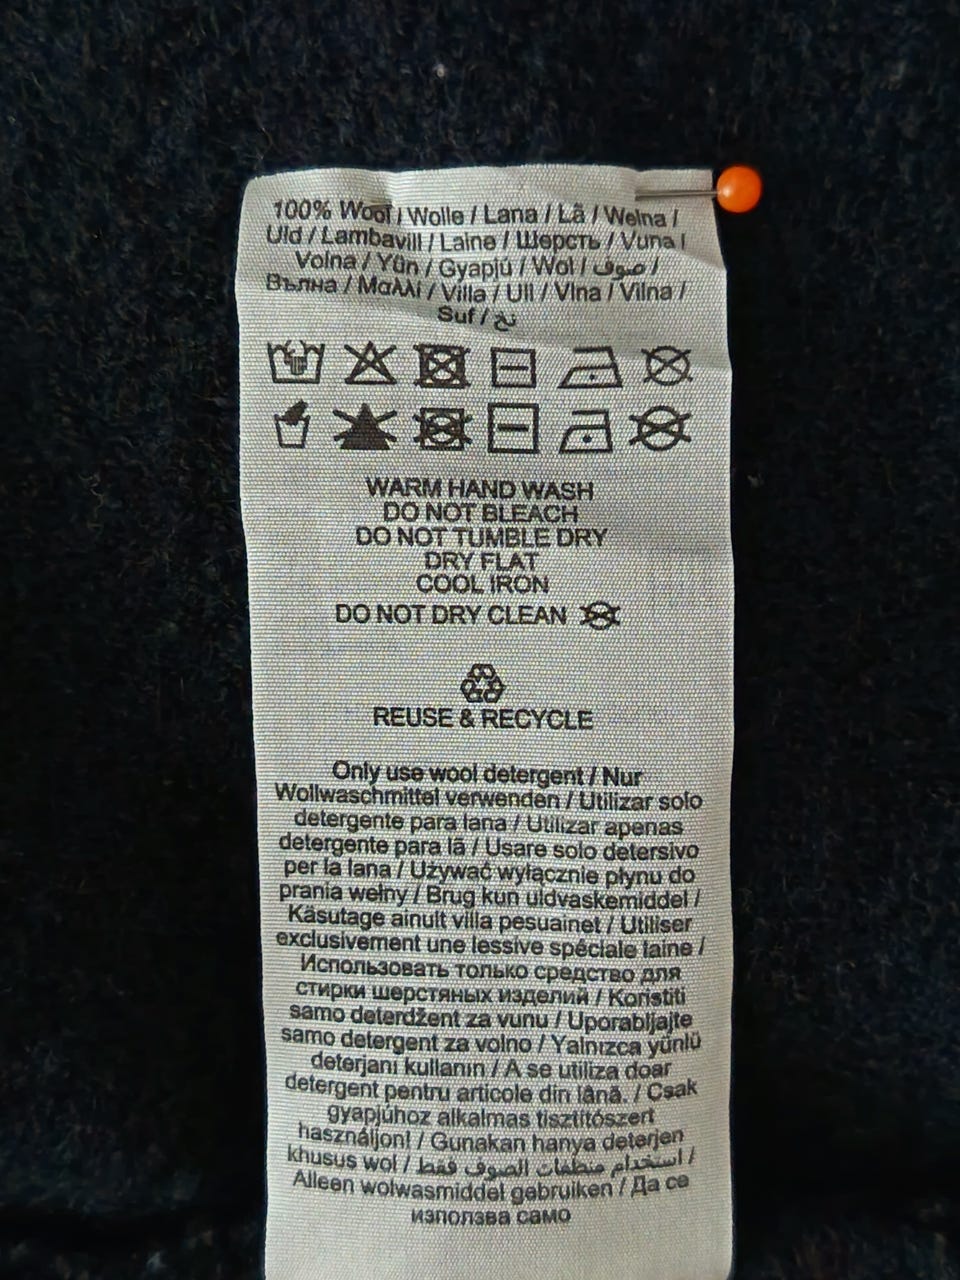 100% Wool / Wolle / Lana / Lã / Wełna /
Uld / Lambavill / Laine / Шерсть / Vuna /
Volna / Yün / Gyapjú / Wol / صوف /
Вълна / Μαλλί / Villa / Ull / Vlna / Vilna /
Suf / نخ
WARM HAND WASH
DO NOT BLEACH
DO NOT TUMBLE DRY
DRY FLAT
COOL IRON
DO NOT DRY CLEAN
REUSE & RECYCLE
Only use wool detergent / Nur
Wollwaschmittel verwenden / Utilizar solo
detergente para lana / Utilizar apenas
detergente para lã / Usare solo detersivo
per la lana / Używać wyłącznie płynu do
prania wełny / Brug kun uldvaskemiddel /
Käsutage ainult villa pesuainet / Utiliser
exclusivement une lessive spéciale laine /
Использовать только средство для
стирки шерстяных изделий / Koristiti
samo deterdžent za vunu / Uporabljajte
samo detergent za volno / Yalnızca yünlü
deterjanı kullanın / A se utiliza doar
detergent pentru articole din lână. / Csak
gyapjúhoz alkalmas tisztítószert
használjon! / Gunakan hanya deterjen
khusus wol / استخدام منظفات الصوف فقط /
Alleen wolwasmiddel gebruiken / Да се
използва само